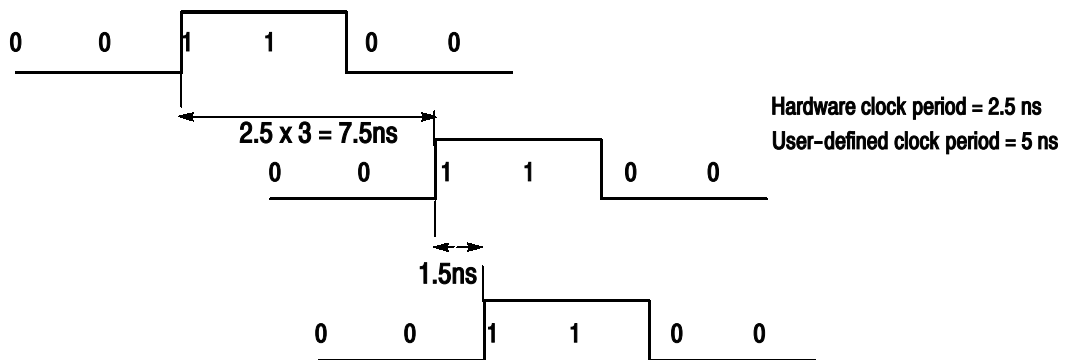 0 0 1 1 0 0
Hardware clock period = 2.5 ns
2.5 x 3 = 7.5ns
User-defined clock period = 5 ns
0 0 1 1 0 0
1.5ns
0 0 1 1 0 0